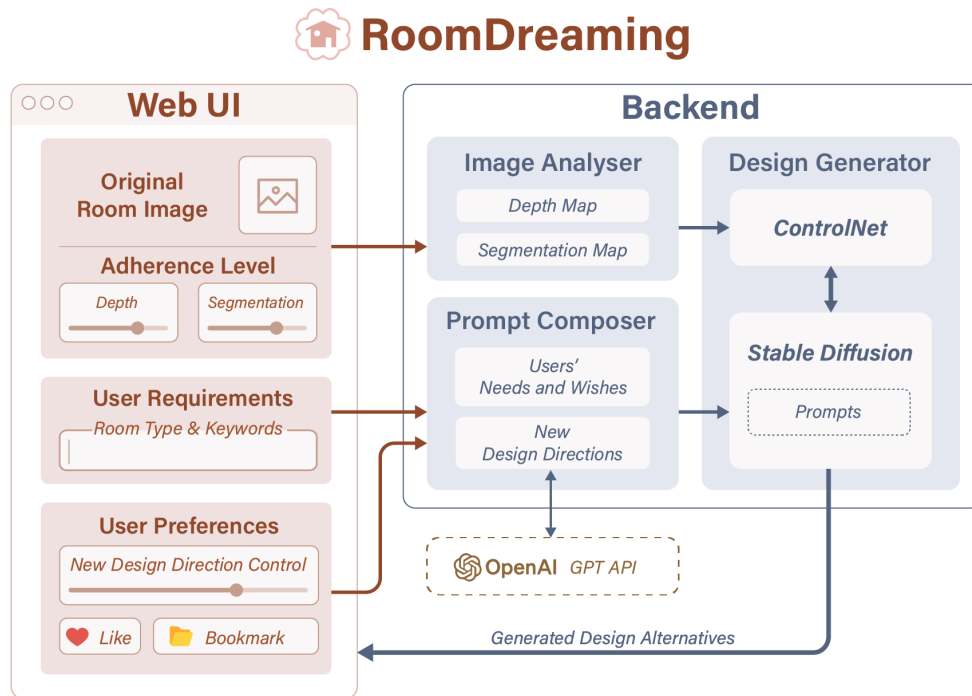 RoomDreaming
Web UI
Original
Room Image
Adherence Level
Depth
Segmentation
User Requirements
Room Type & Keywords
User Preferences
New Design Direction Control
Like
Bookmark
Backend
Image Analyser
Depth Map
Segmentation Map
Prompt Composer
Users'
Needs and Wishes
New
Design Directions
OpenAI GPT API
Design Generator
ControlNet
Stable Diffusion
Prompts
Generated Design Alternatives